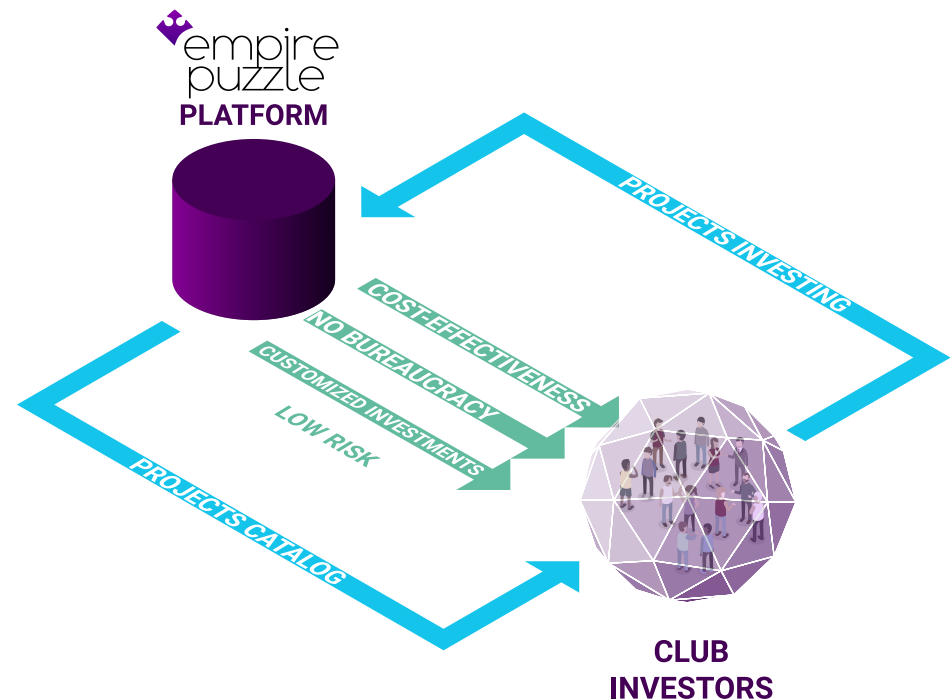 empire
puzzle
PLATFORM
PROJECTS INVESTING
COST-EFFECTIVENESS
NO BUREAUCRACY
CUSTOMIZED INVESTMENTS
LOW RISK
PROJECTS CATALOG
CLUB
INVESTORS